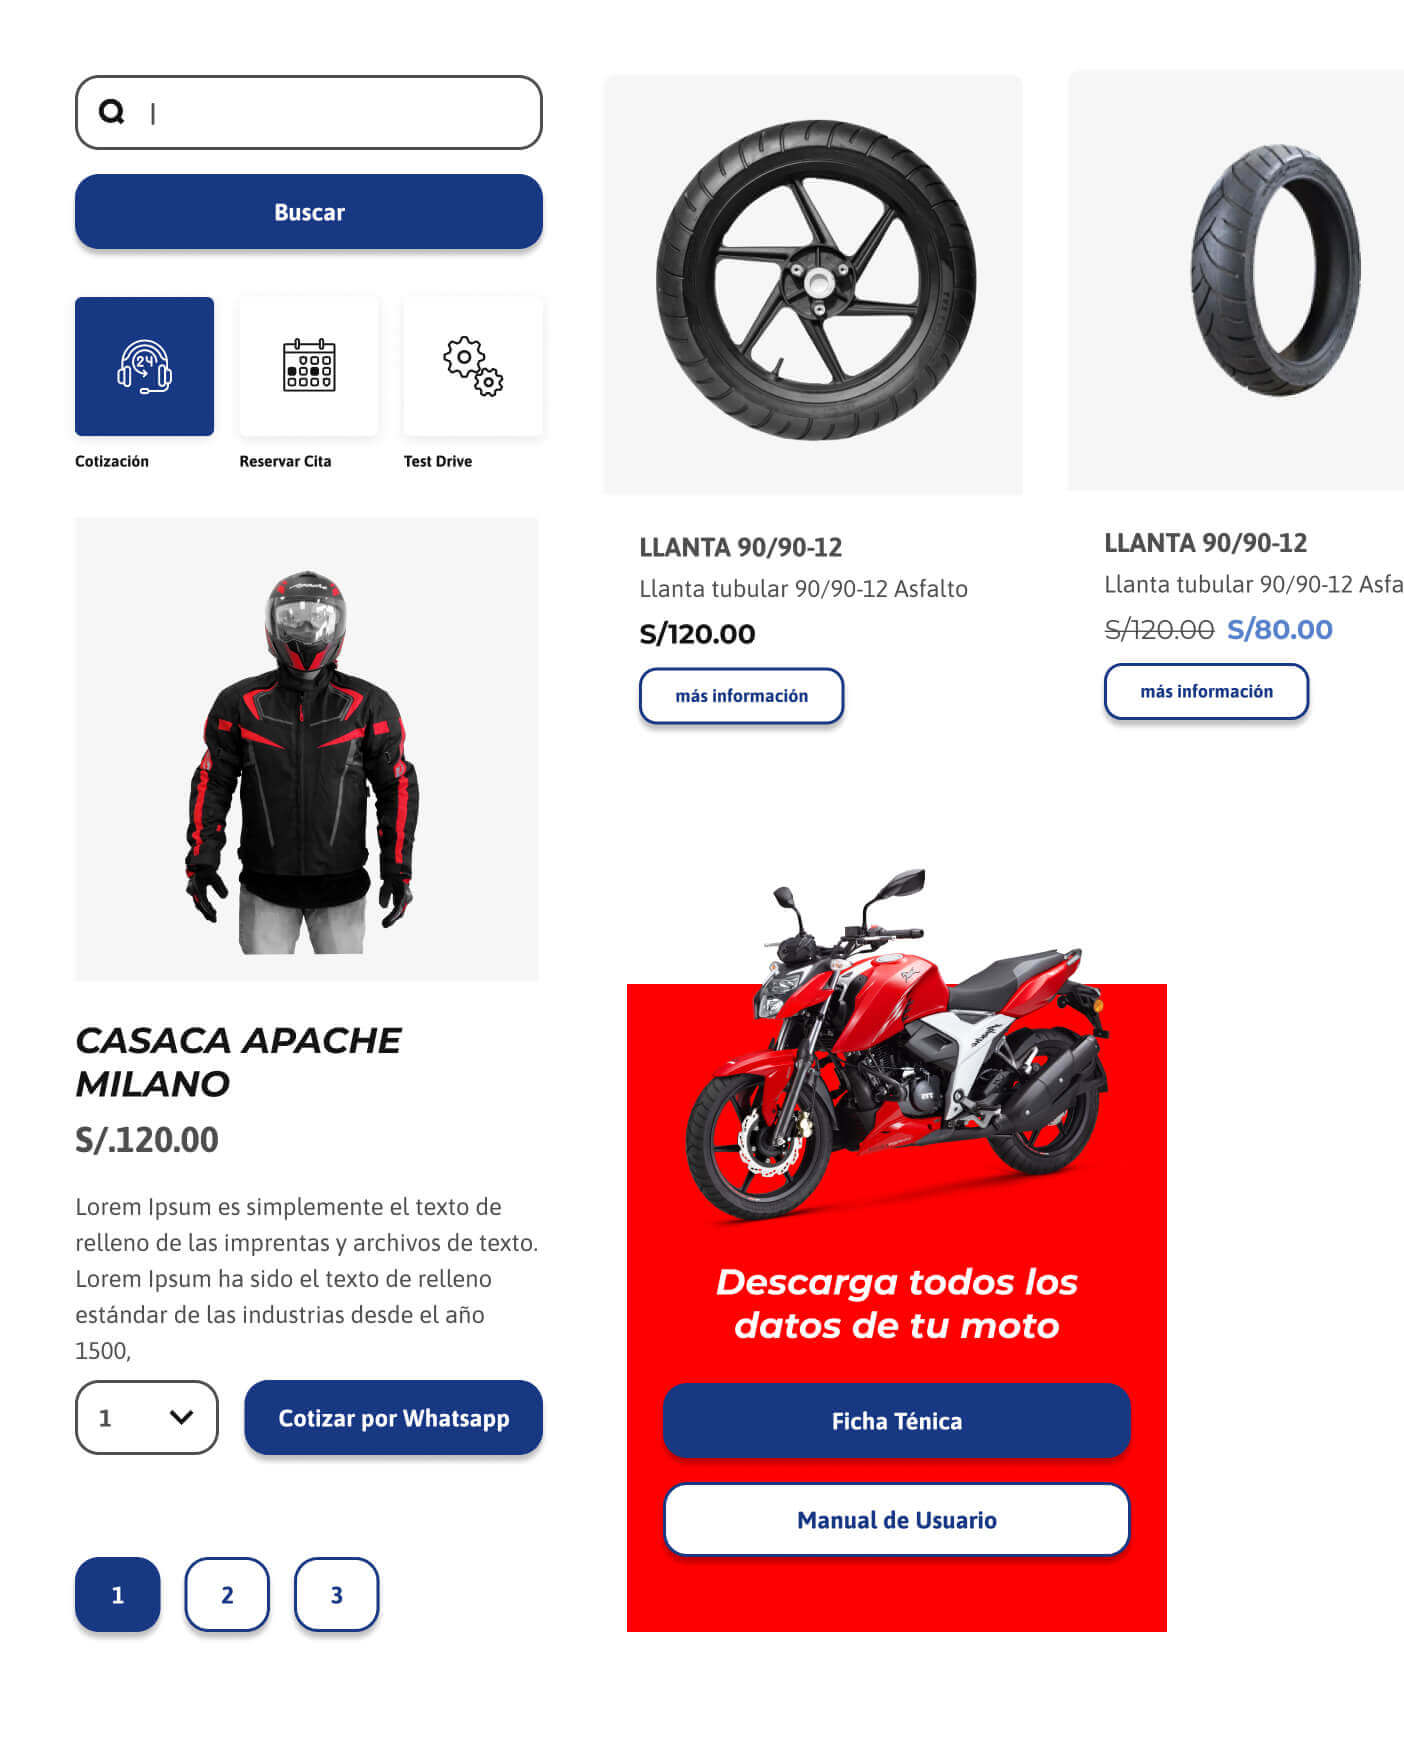 Buscar
24
Cotización
Reservar Cita
Test Drive
CASACA APACHE
MILANO
S/.120.00
Lorem Ipsum es simplemente el texto de
relleno de las imprentas y archivos de texto.
Lorem Ipsum ha sido el texto de relleno
estándar de las industrias desde el año
1500,
1
Cotizar por Whatsapp
1
2
3
LLANTA 90/90-12
Llanta tubular 90/90-12 Asfalto
S/120.00
más información
LLANTA 90/90-12
Llanta tubular 90/90-12 Asfa
S/120.00 S/80.00
más información
Apache
Descarga todos los
datos de tu moto
Ficha Ténica
Manual de Usuario